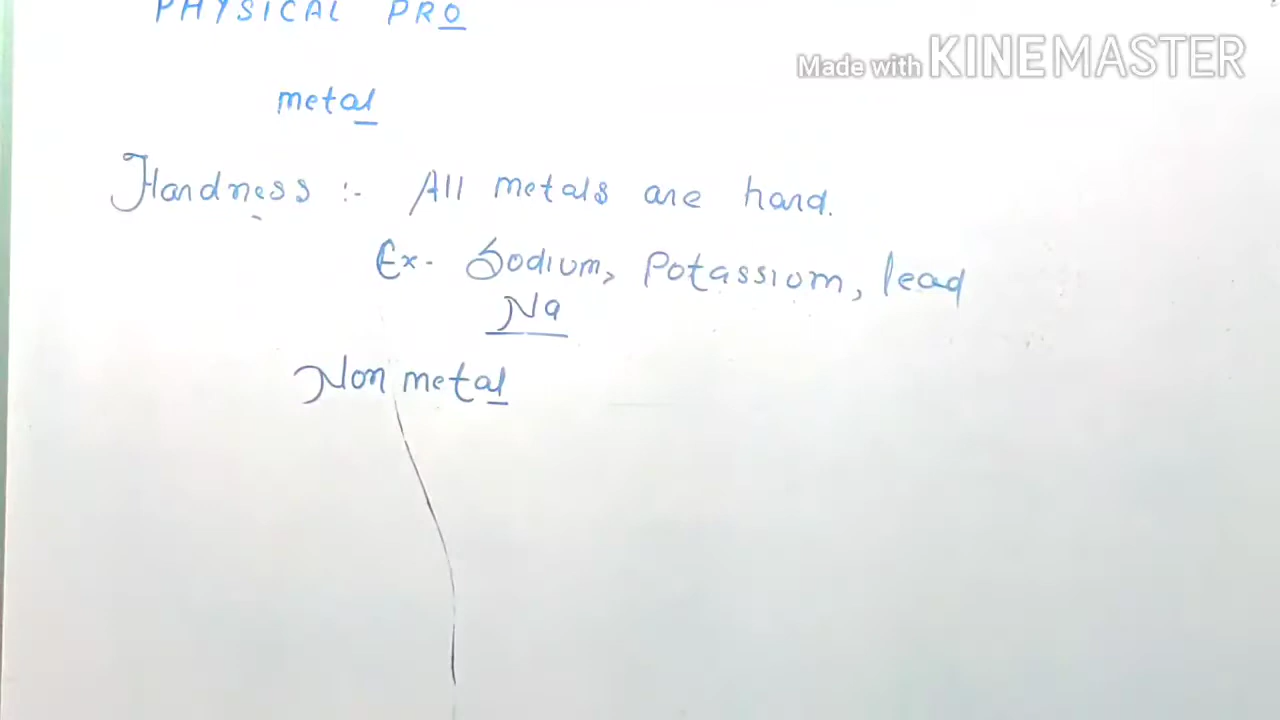 PHYSICAL PRO
Made with KINEMASTER
metal
Hardness :- All metals are hard.
Ex- Sodium, Potassium, lead
Na
Non metal